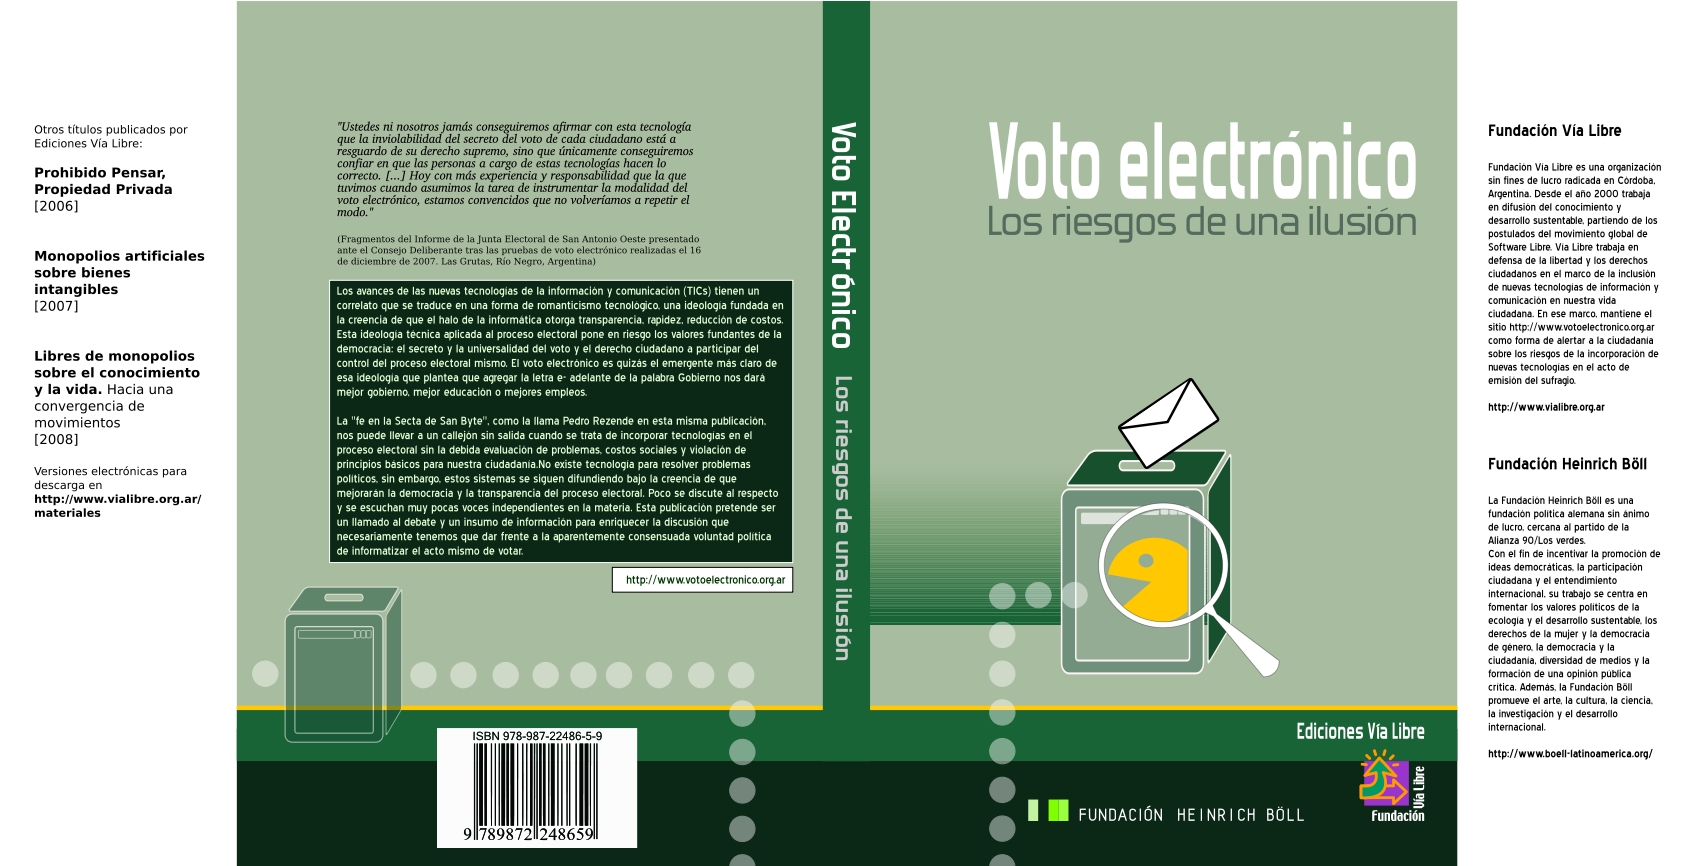 Otros títulos publicados por
Ediciones Vía Libre:
Prohibido Pensar,
Propiedad Privada
[2006]
Monopolios artificiales
sobre bienes
intangibles
[2007]
Libres de monopolios
sobre el conocimiento
y la vida. Hacia una
convergencia de
movimientos
[2008]
Versiones electrónicas para
descarga en
http://www.vialibre.org.ar/
materiales
"Ustedes ni nosotros jamás conseguiremos afirmar con esta tecnología
que la inviolabilidad del secreto del voto de cada ciudadano está a
resguardo de su derecho supremo, sino que únicamente conseguiremos
confiar en que las personas a cargo de estas tecnologías hacen lo
correcto. [...] Hoy con más experiencia y responsabilidad que la que
tuvimos cuando asumimos la tarea de instrumentar la modalidad del
voto electrónico, estamos convencidos que no volveríamos a repetir el
modo."
(Fragmentos del Informe de la Junta Electoral de San Antonio Oeste presentado
ante el Consejo Deliberante tras las pruebas de voto electrónico realizadas el 16
de diciembre de 2007. Las Grutas, Río Negro, Argentina)
Los avances de las nuevas tecnologías de la información y comunicación (TICs) tienen un
correlato que se traduce en una forma de romanticismo tecnológico, una ideología fundada en
la creencia de que el halo de la informática otorga transparencia, rapidez, reducción de costos.
Esta ideología técnica aplicada al proceso electoral pone en riesgo los valores fundantes de la
democracia: el secreto y la universalidad del voto y el derecho ciudadano a participar del
control del proceso electoral mismo. El voto electrónico es quizás el emergente más claro de
esa ideología que plantea que agregar la letra e- adelante de la palabra Gobierno nos dará
mejor gobierno, mejor educación o mejores empleos.
La "fe en la Secta de San Byte", como la llama Pedro Rezende en esta misma publicación,
nos puede llevar a un callejón sin salida cuando se trata de incorporar tecnologías en el
proceso electoral sin la debida evaluación de problemas, costos sociales y violación de
principios básicos para nuestra ciudadanía.No existe tecnología para resolver problemas
políticos, sin embargo, estos sistemas se siguen difundiendo bajo la creencia de que
mejorarán la democracia y la transparencia del proceso electoral. Poco se discute al respecto
y se escuchan muy pocas voces independientes en la materia. Esta publicación pretende ser
un llamado al debate y un insumo de información para enriquecer la discusión que
necesariamente tenemos que dar frente a la aparentemente consensuada voluntad política
de informatizar el acto mismo de votar.
http://www.votoelectronico.org.ar
ISBN 978-987-22486-5-9
9 789872 248659
Voto Electrónico Los riesgos de una ilusión
Voto electrónico
Los riesgos de una ilusión
Ediciones Vía Libre
FUNDACIÓN HEINRICH BÖLL
Fundación
Vía Libre
Fundación Vía Libre
Fundación Vía Libre es una organización
sin fines de lucro radicada en Córdoba,
Argentina. Desde el año 2000 trabaja
en difusión del conocimiento y
desarrollo sustentable, partiendo de los
postulados del movimiento global de
Software Libre. Vía Libre trabaja en
defensa de la libertad y los derechos
ciudadanos en el marco de la inclusión
de nuevas tecnologías de información y
comunicación en nuestra vida
ciudadana. En ese marco, mantiene el
sitio http://www.votoelectronico.org.ar
como forma de alertar a la ciudadanía
sobre los riesgos de la incorporación de
nuevas tecnologías en el acto de
emisión del sufragio.
http://www.vialibre.org.ar
Fundación Heinrich Böll
La Fundación Heinrich Böll es una
fundación política alemana sin ánimo
de lucro, cercana al partido de la
Alianza 90/Los verdes.
Con el fin de incentivar la promoción de
ideas democráticas, la participación
ciudadana y el entendimiento
internacional, su trabajo se centra en
fomentar los valores políticos de la
ecología y el desarrollo sustentable, los
derechos de la mujer y la democracia
de género, la democracia y la
ciudadanía, diversidad de medios y la
formación de una opinión pública
crítica. Además, la Fundación Böll
promueve el arte, la cultura, la ciencia,
la investigación y el desarrollo
internacional.
http://www.boell-latinoamerica.org/